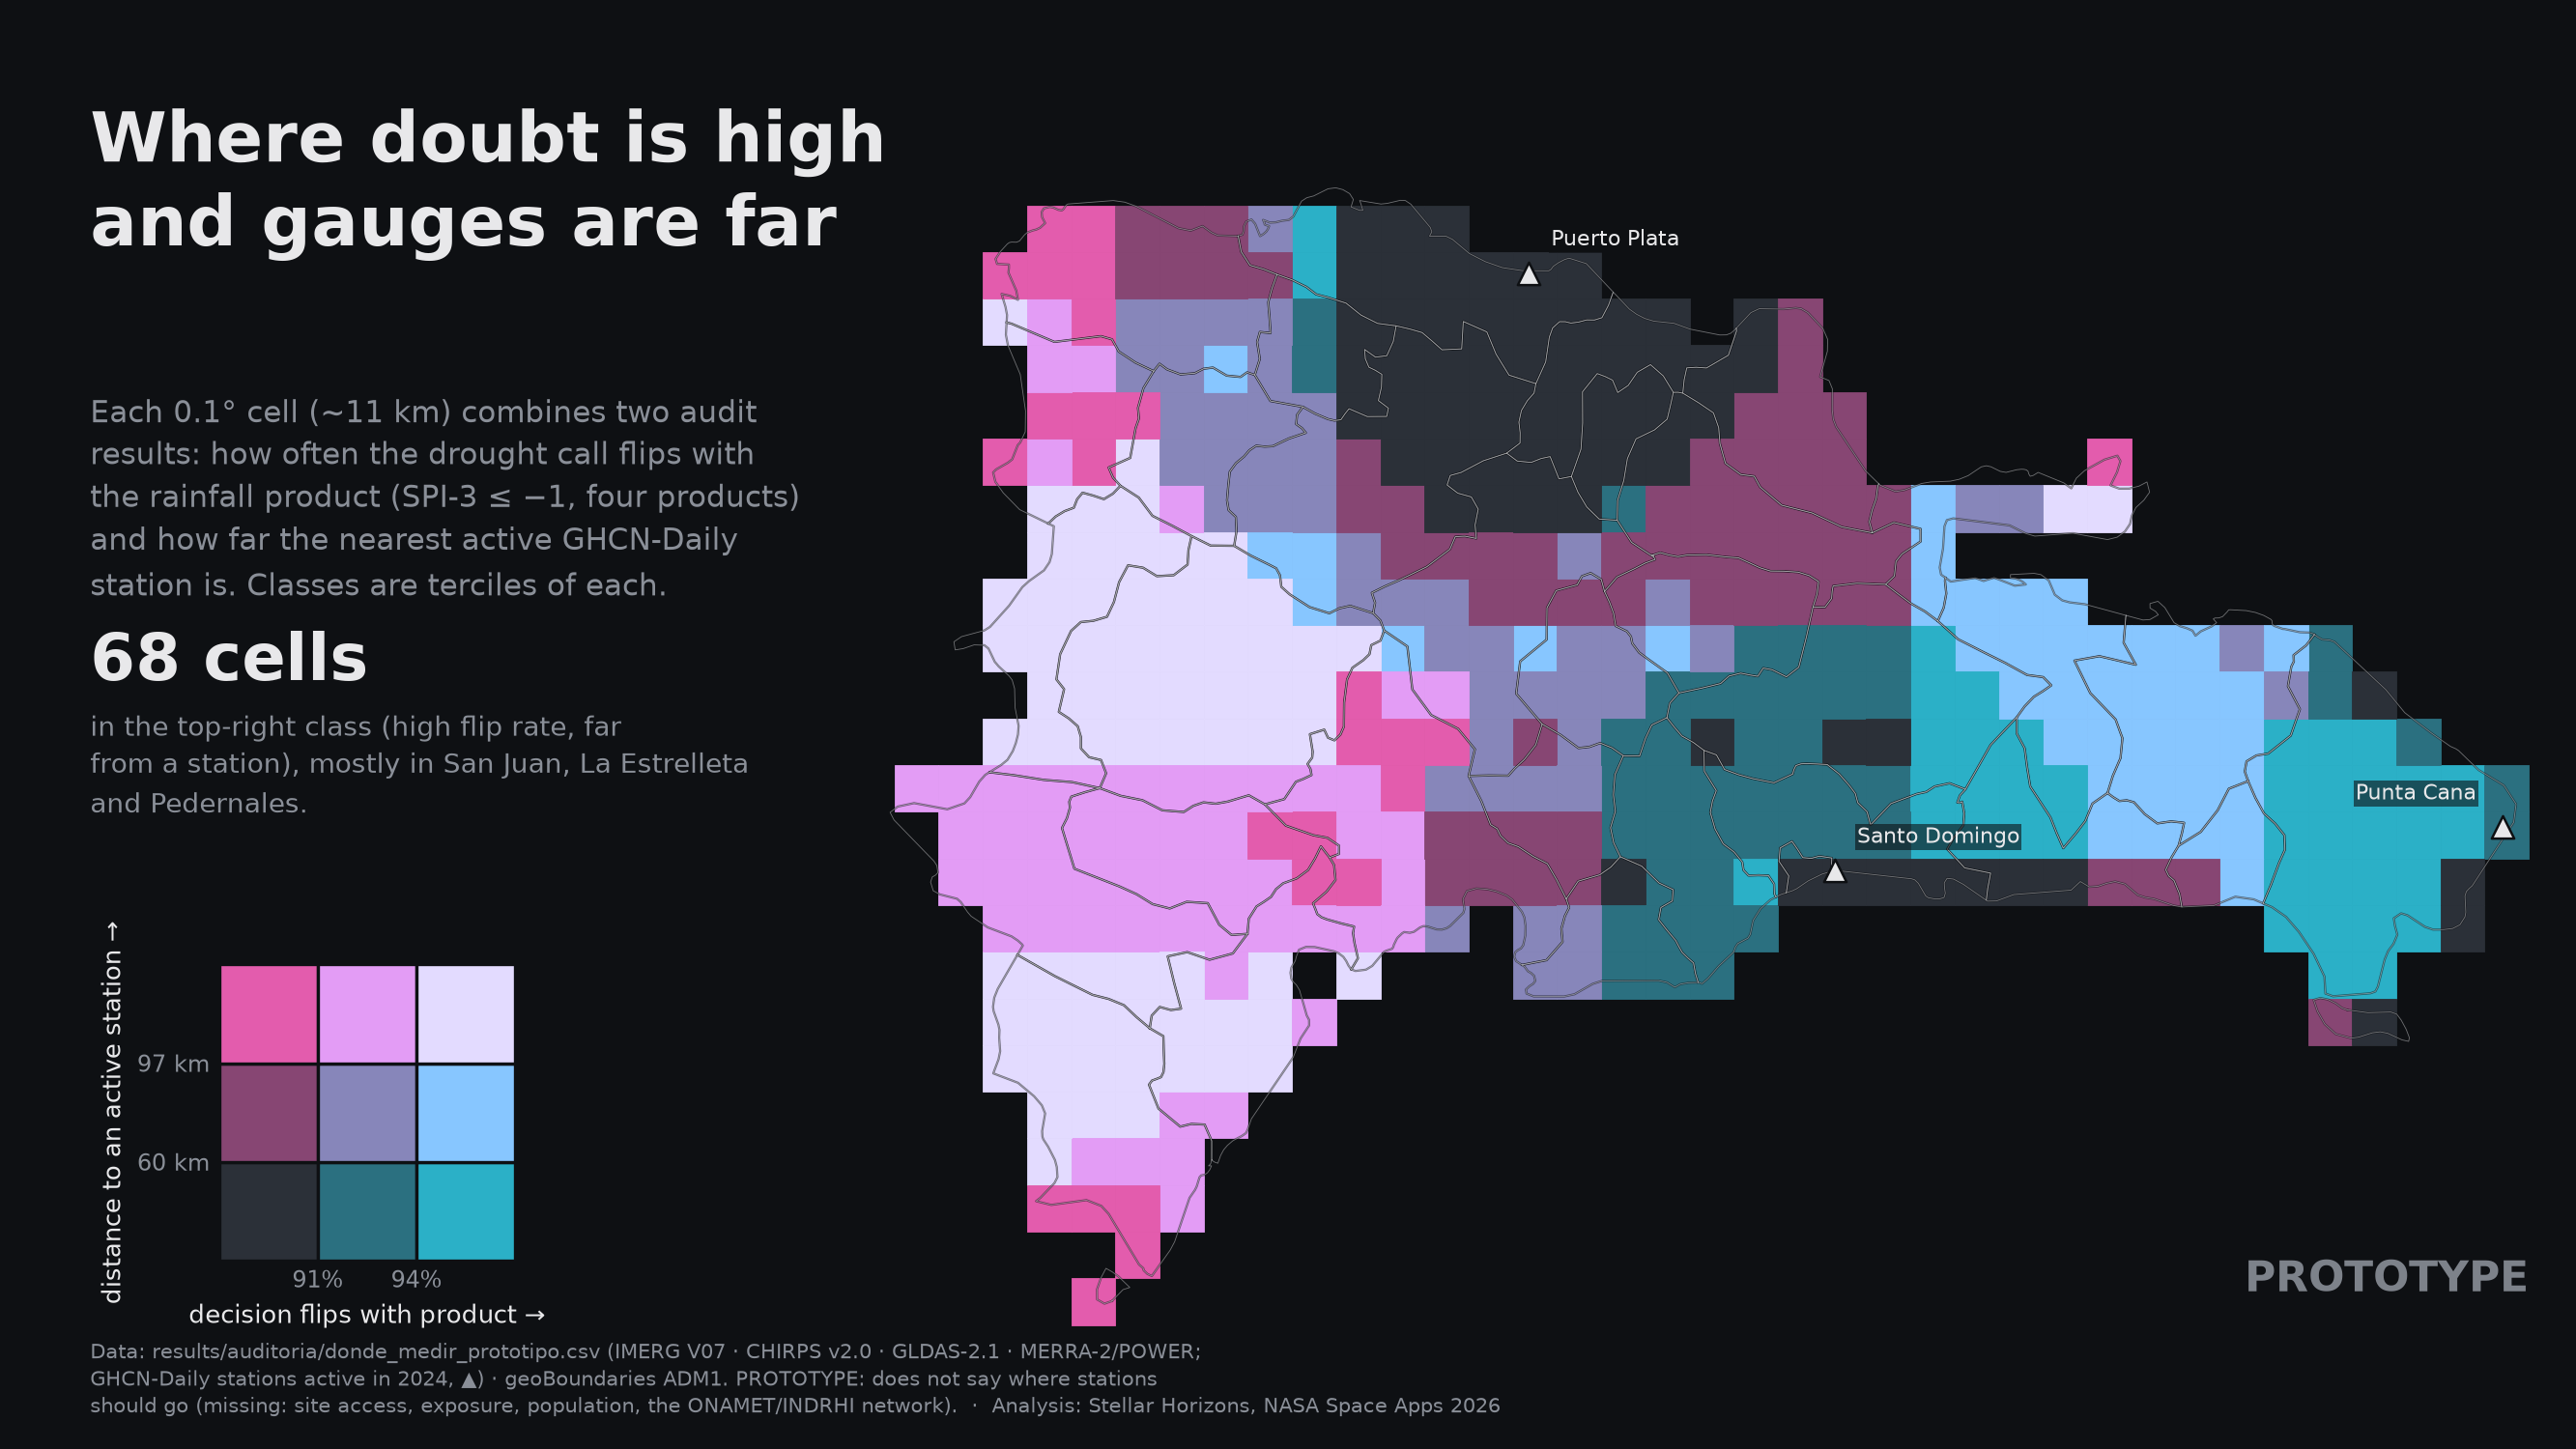 Where doubt is high
and gauges are far
Each 0.1° cell (~11 km) combines two audit
results: how often the drought call flips with
the rainfall product (SPI-3 ≤ −1, four products)
and how far the nearest active GHCN-Daily
station is. Classes are terciles of each.
68 cells
in the top-right class (high flip rate, far
from a station), mostly in San Juan, La Estrelleta
and Pedernales.
Puerto Plata
Punta Cana
Santo Domingo
distance to an active station →
97 km
60 km
91% 94%
decision flips with product →
PROTOTYPE
Data: results/auditoria/donde_medir_prototipo.csv (IMERG V07 · CHIRPS v2.0 · GLDAS-2.1 · MERRA-2/POWER;
GHCN-Daily stations active in 2024, ▲) · geoBoundaries ADM1. PROTOTYPE: does not say where stations
should go (missing: site access, exposure, population, the ONAMET/INDRHI network). · Analysis: Stellar Horizons, NASA Space Apps 2026